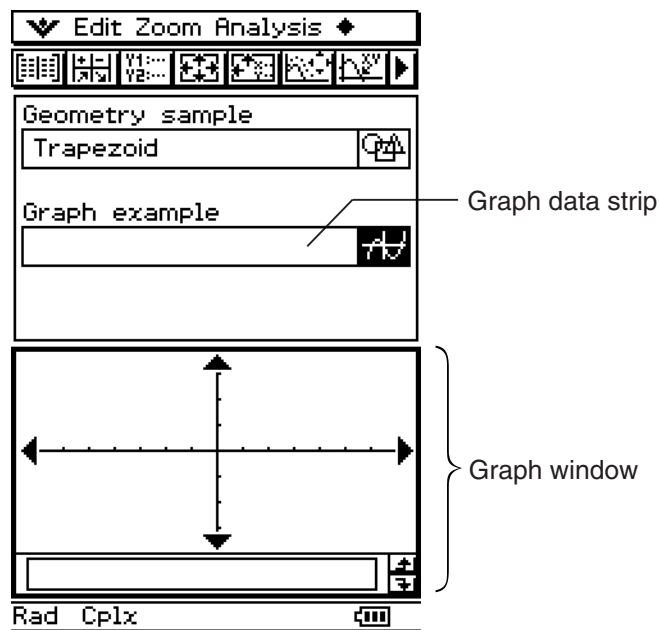 Edit Zoom Analysis
Geometry sample
Trapezoid
Graph example
Graph data strip
Graph window
Rad Cplx